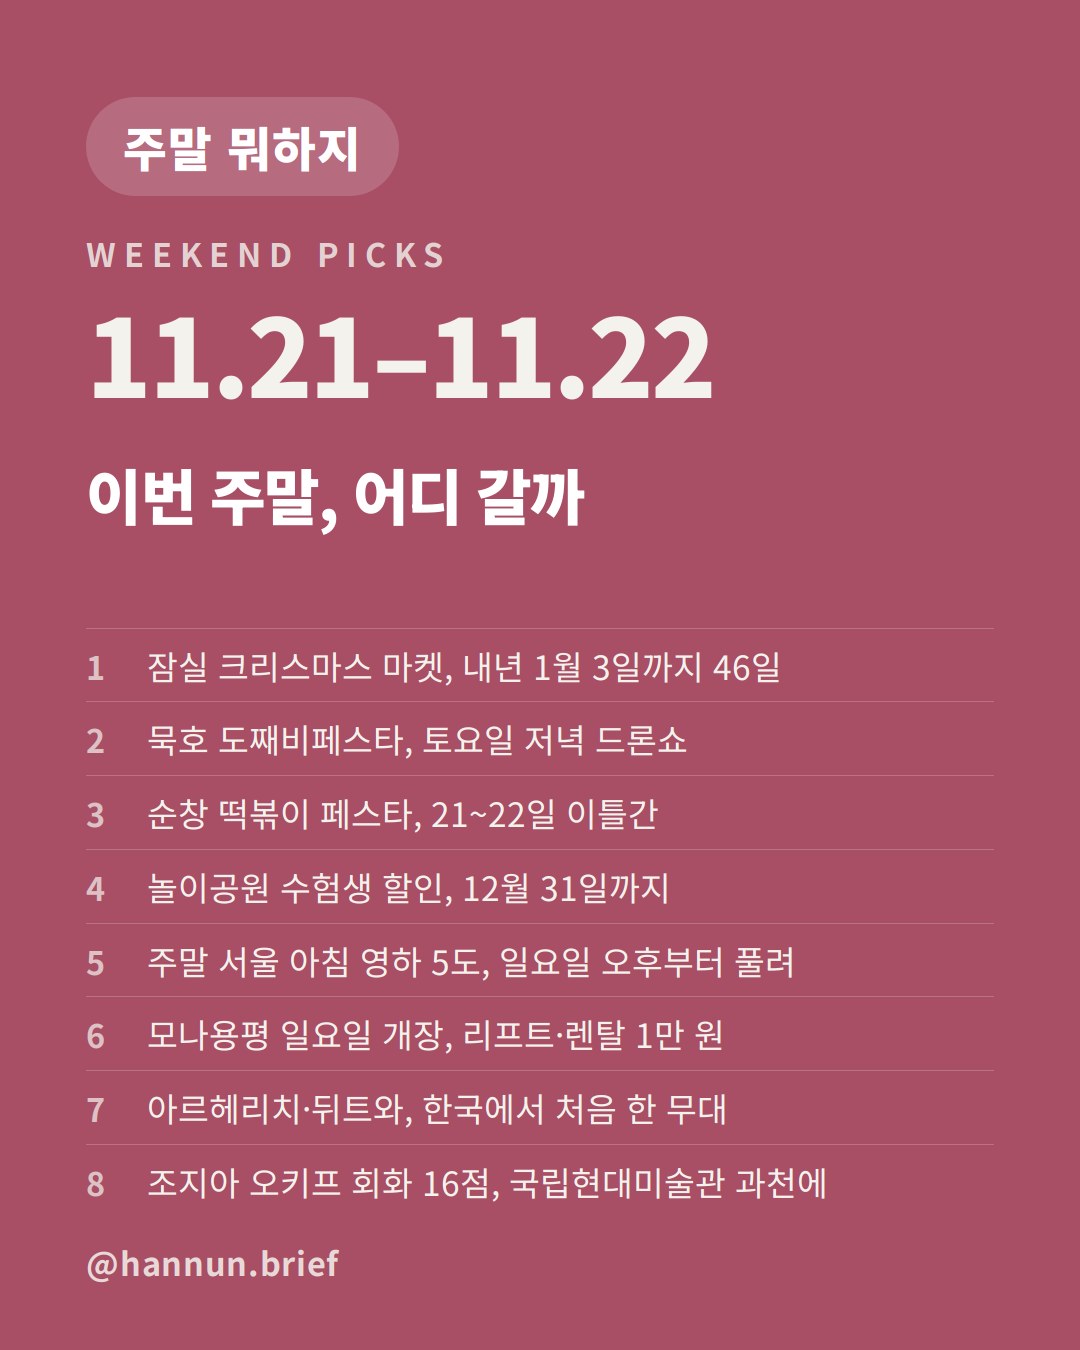 주말 뭐하지
WEEKEND PICKS
11.21–11.22
이번 주말, 어디 갈까
1 잠실 크리스마스 마켓, 내년 1월 3일까지 46일
2 묵호 도째비페스타, 토요일 저녁 드론쇼
3 순창 떡볶이 페스타, 21~22일 이틀간
4 놀이공원 수험생 할인, 12월 31일까지
5 주말 서울 아침 영하 5도, 일요일 오후부터 풀려
6 모나용평 일요일 개장, 리프트·렌탈 1만 원
7 아르헤리치·뒤트와, 한국에서 처음 한 무대
8 조지아 오키프 회화 16점, 국립현대미술관 과천에
@hannun.brief